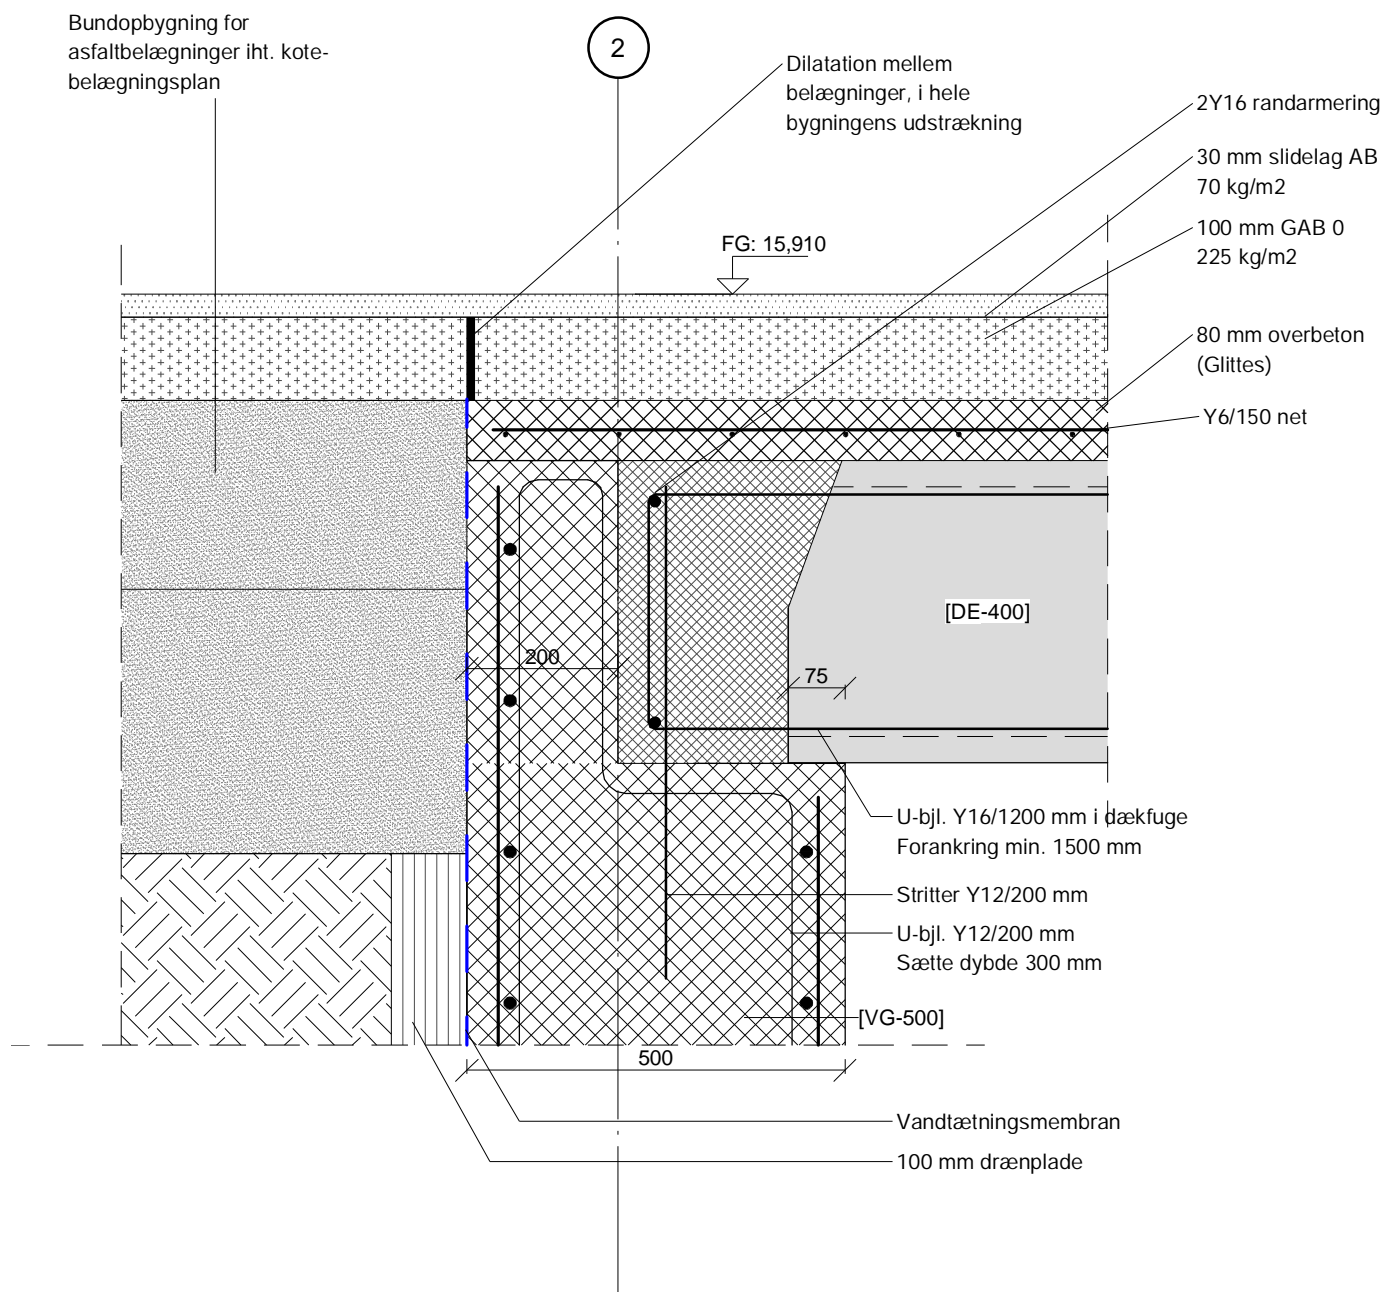 Bundopbygning for
asfaltbelægninger iht. kote-
belægningsplan
2
Dilatation mellem
belægninger, i hele
bygningens udstrækning
2Y16 randarmering
30 mm slidelag AB
70 kg/m2
100 mm GAB 0
225 kg/m2
FG: 15,910
80 mm overbeton
(Glittes)
Y6/150 net
[DE-400]
200
75
U-bjl. Y16/1200 mm i dækfuge
Forankring min. 1500 mm
Stritter Y12/200 mm
U-bjl. Y12/200 mm
Sætte dybde 300 mm
[VG-500]
500
Vandtætningsmembran
100 mm drænplade